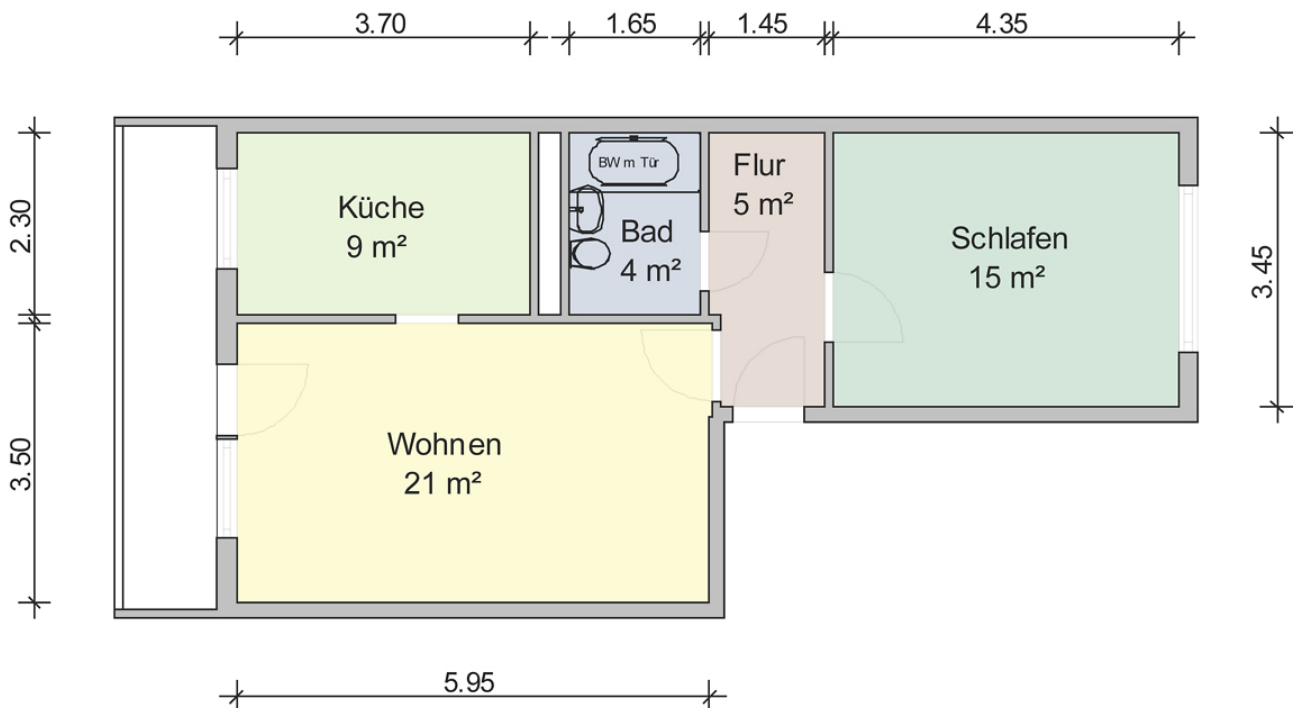 3.70
1.65
1.45
4.35
2.30
3.50
3.45
Küche
9 m²
BW m Tür
Bad
4 m²
Flur
5 m²
Schlafen
15 m²
Wohnen
21 m²
5.95